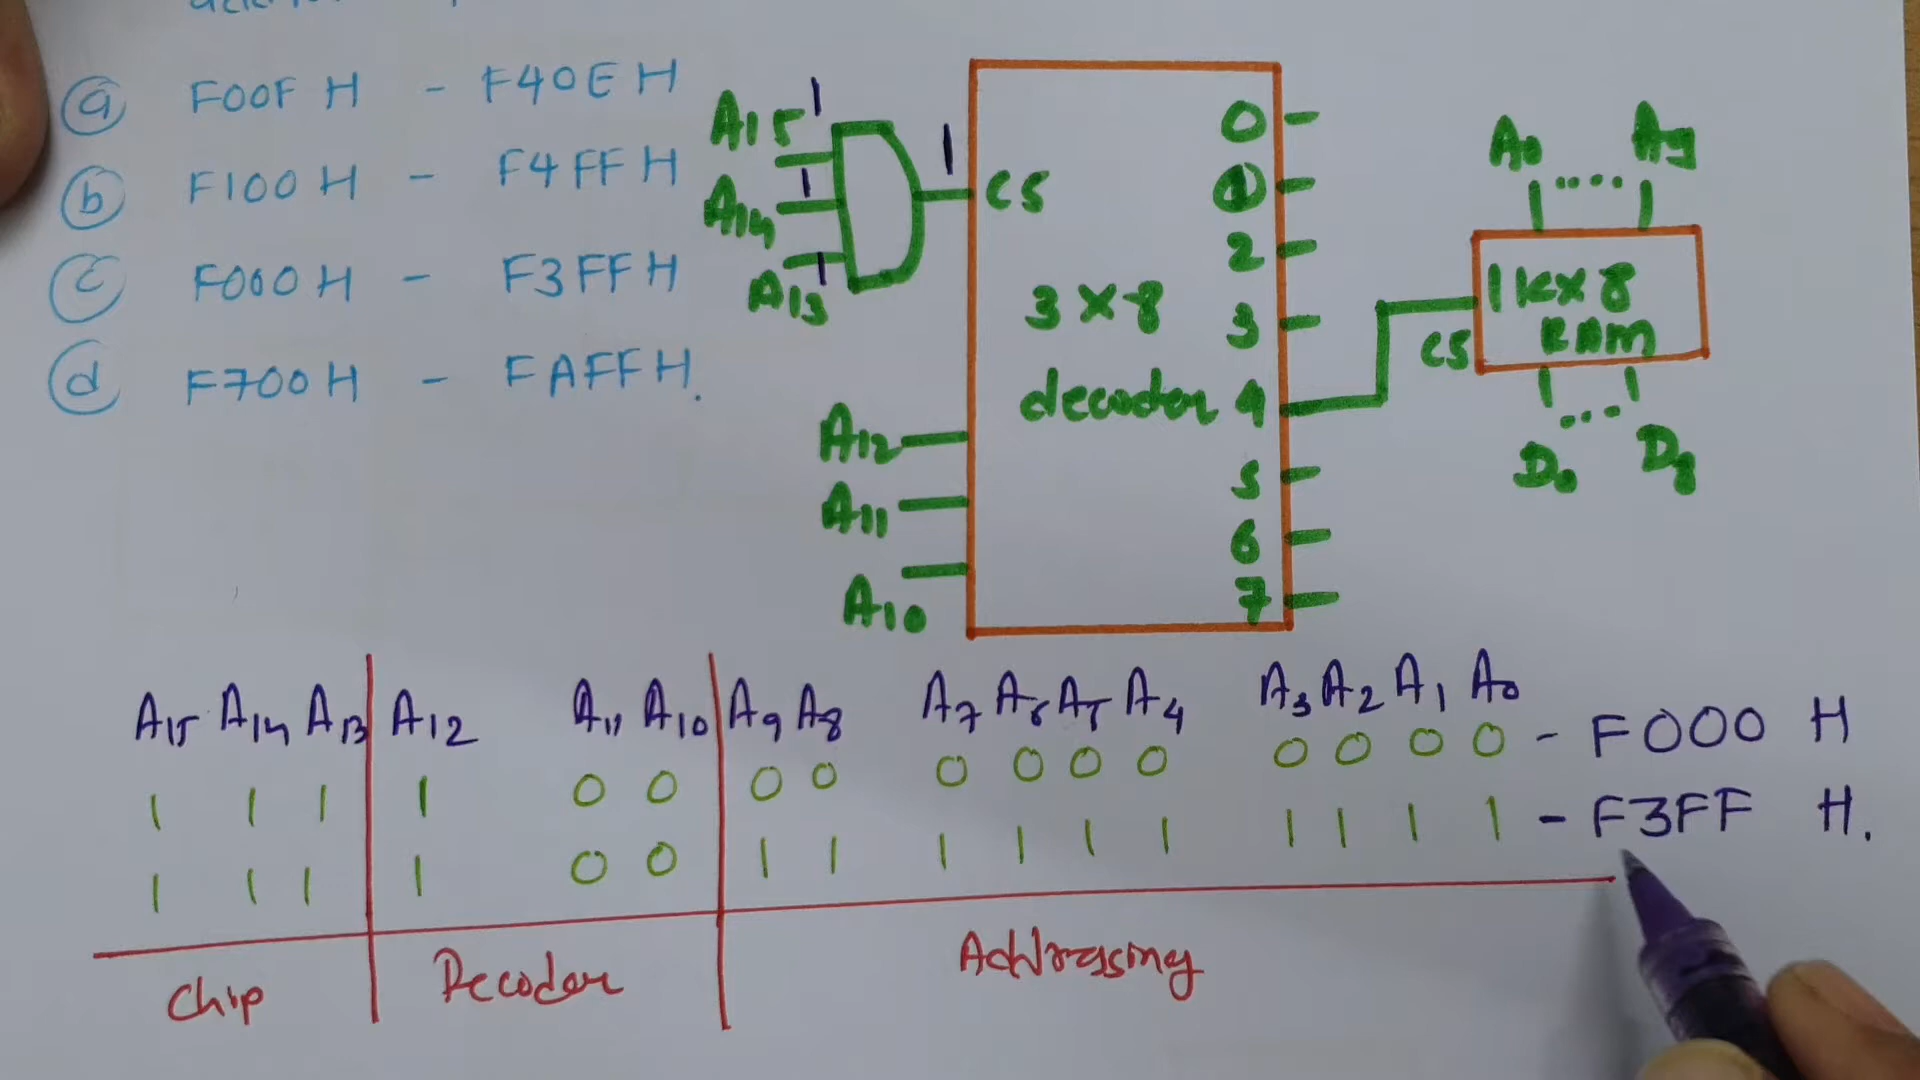 a F00F H - F40E H
b F100 H - F4FF H
c F000 H - F3FF H
d F700 H - FAFF H.
A15 1
A14 1
A13 1
1 CS
3 X 8
decoder
A12
A11
A10
0
1
2
3
4
5
6
7
A0 .... A9
1K x 8
RAM
CS
D0 ... D8
A15 A14 A13 A12 A11 A10 A9 A8 A7 A6 A5 A4 A3 A2 A1 A0
1 1 1 1 0 0 0 0 0 0 0 0 0 0 0 0 - F000 H
1 1 1 1 0 0 1 1 1 1 1 1 1 1 1 1 - F3FF H.
Chip Decoder Addressing